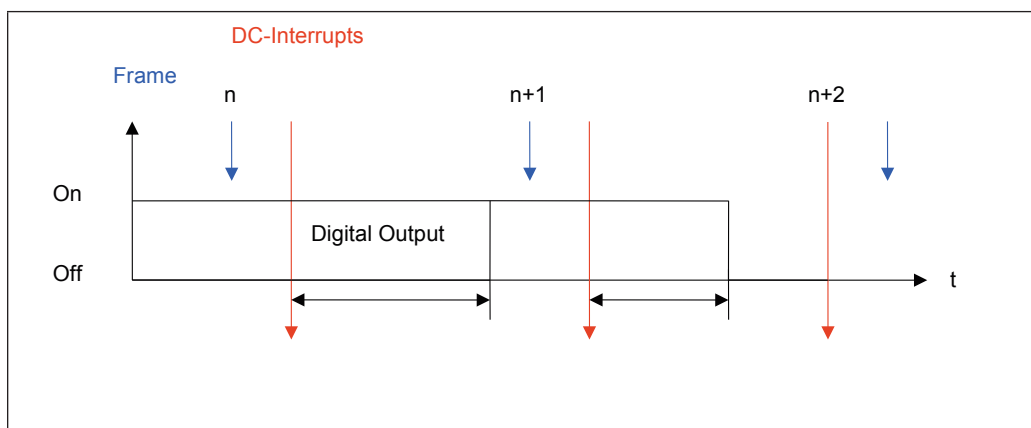 DC-Interrupts
Frame
n n+1 n+2
On
Digital Output
Off
t